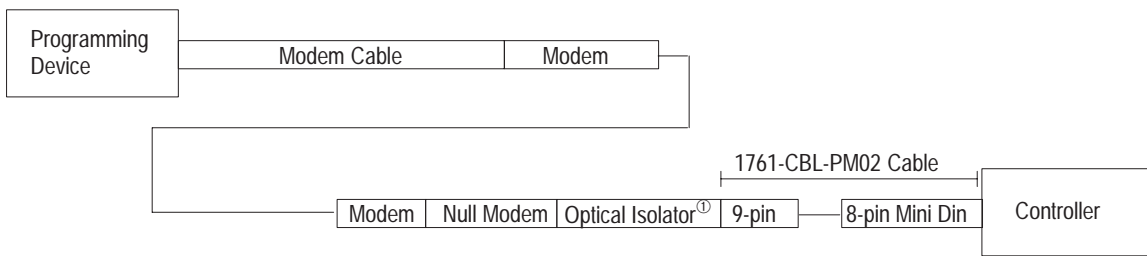 Programming
Device
Modem Cable
Modem
1761-CBL-PM02 Cable
Modem
Null Modem
Optical Isolator①
9-pin
8-pin Mini Din
Controller